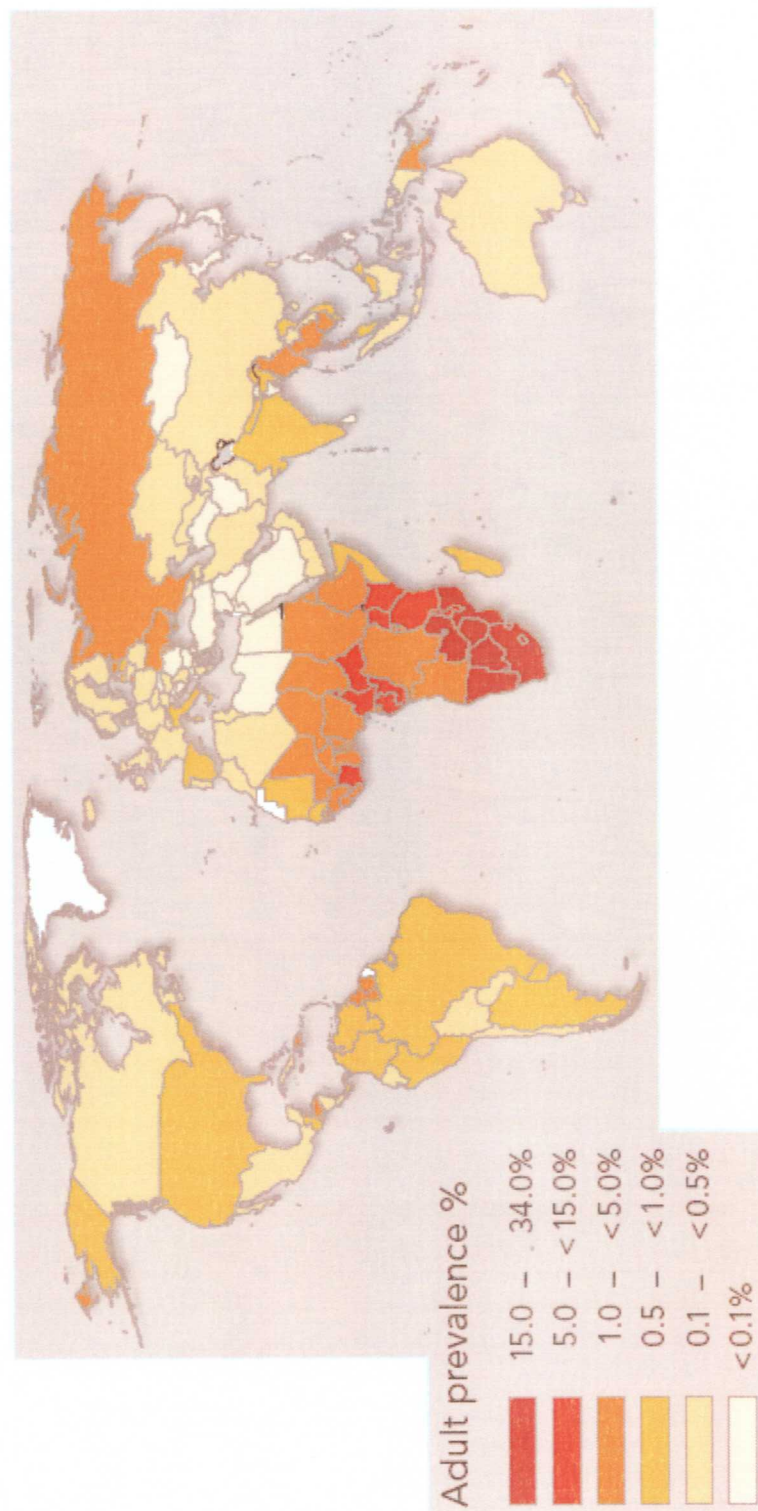 Adult prevalence %
15.0 – . 34.0%
5.0 – <15.0%
1.0 – <5.0%
0.5 – <1.0%
0.1 – <0.5%
<0.1%